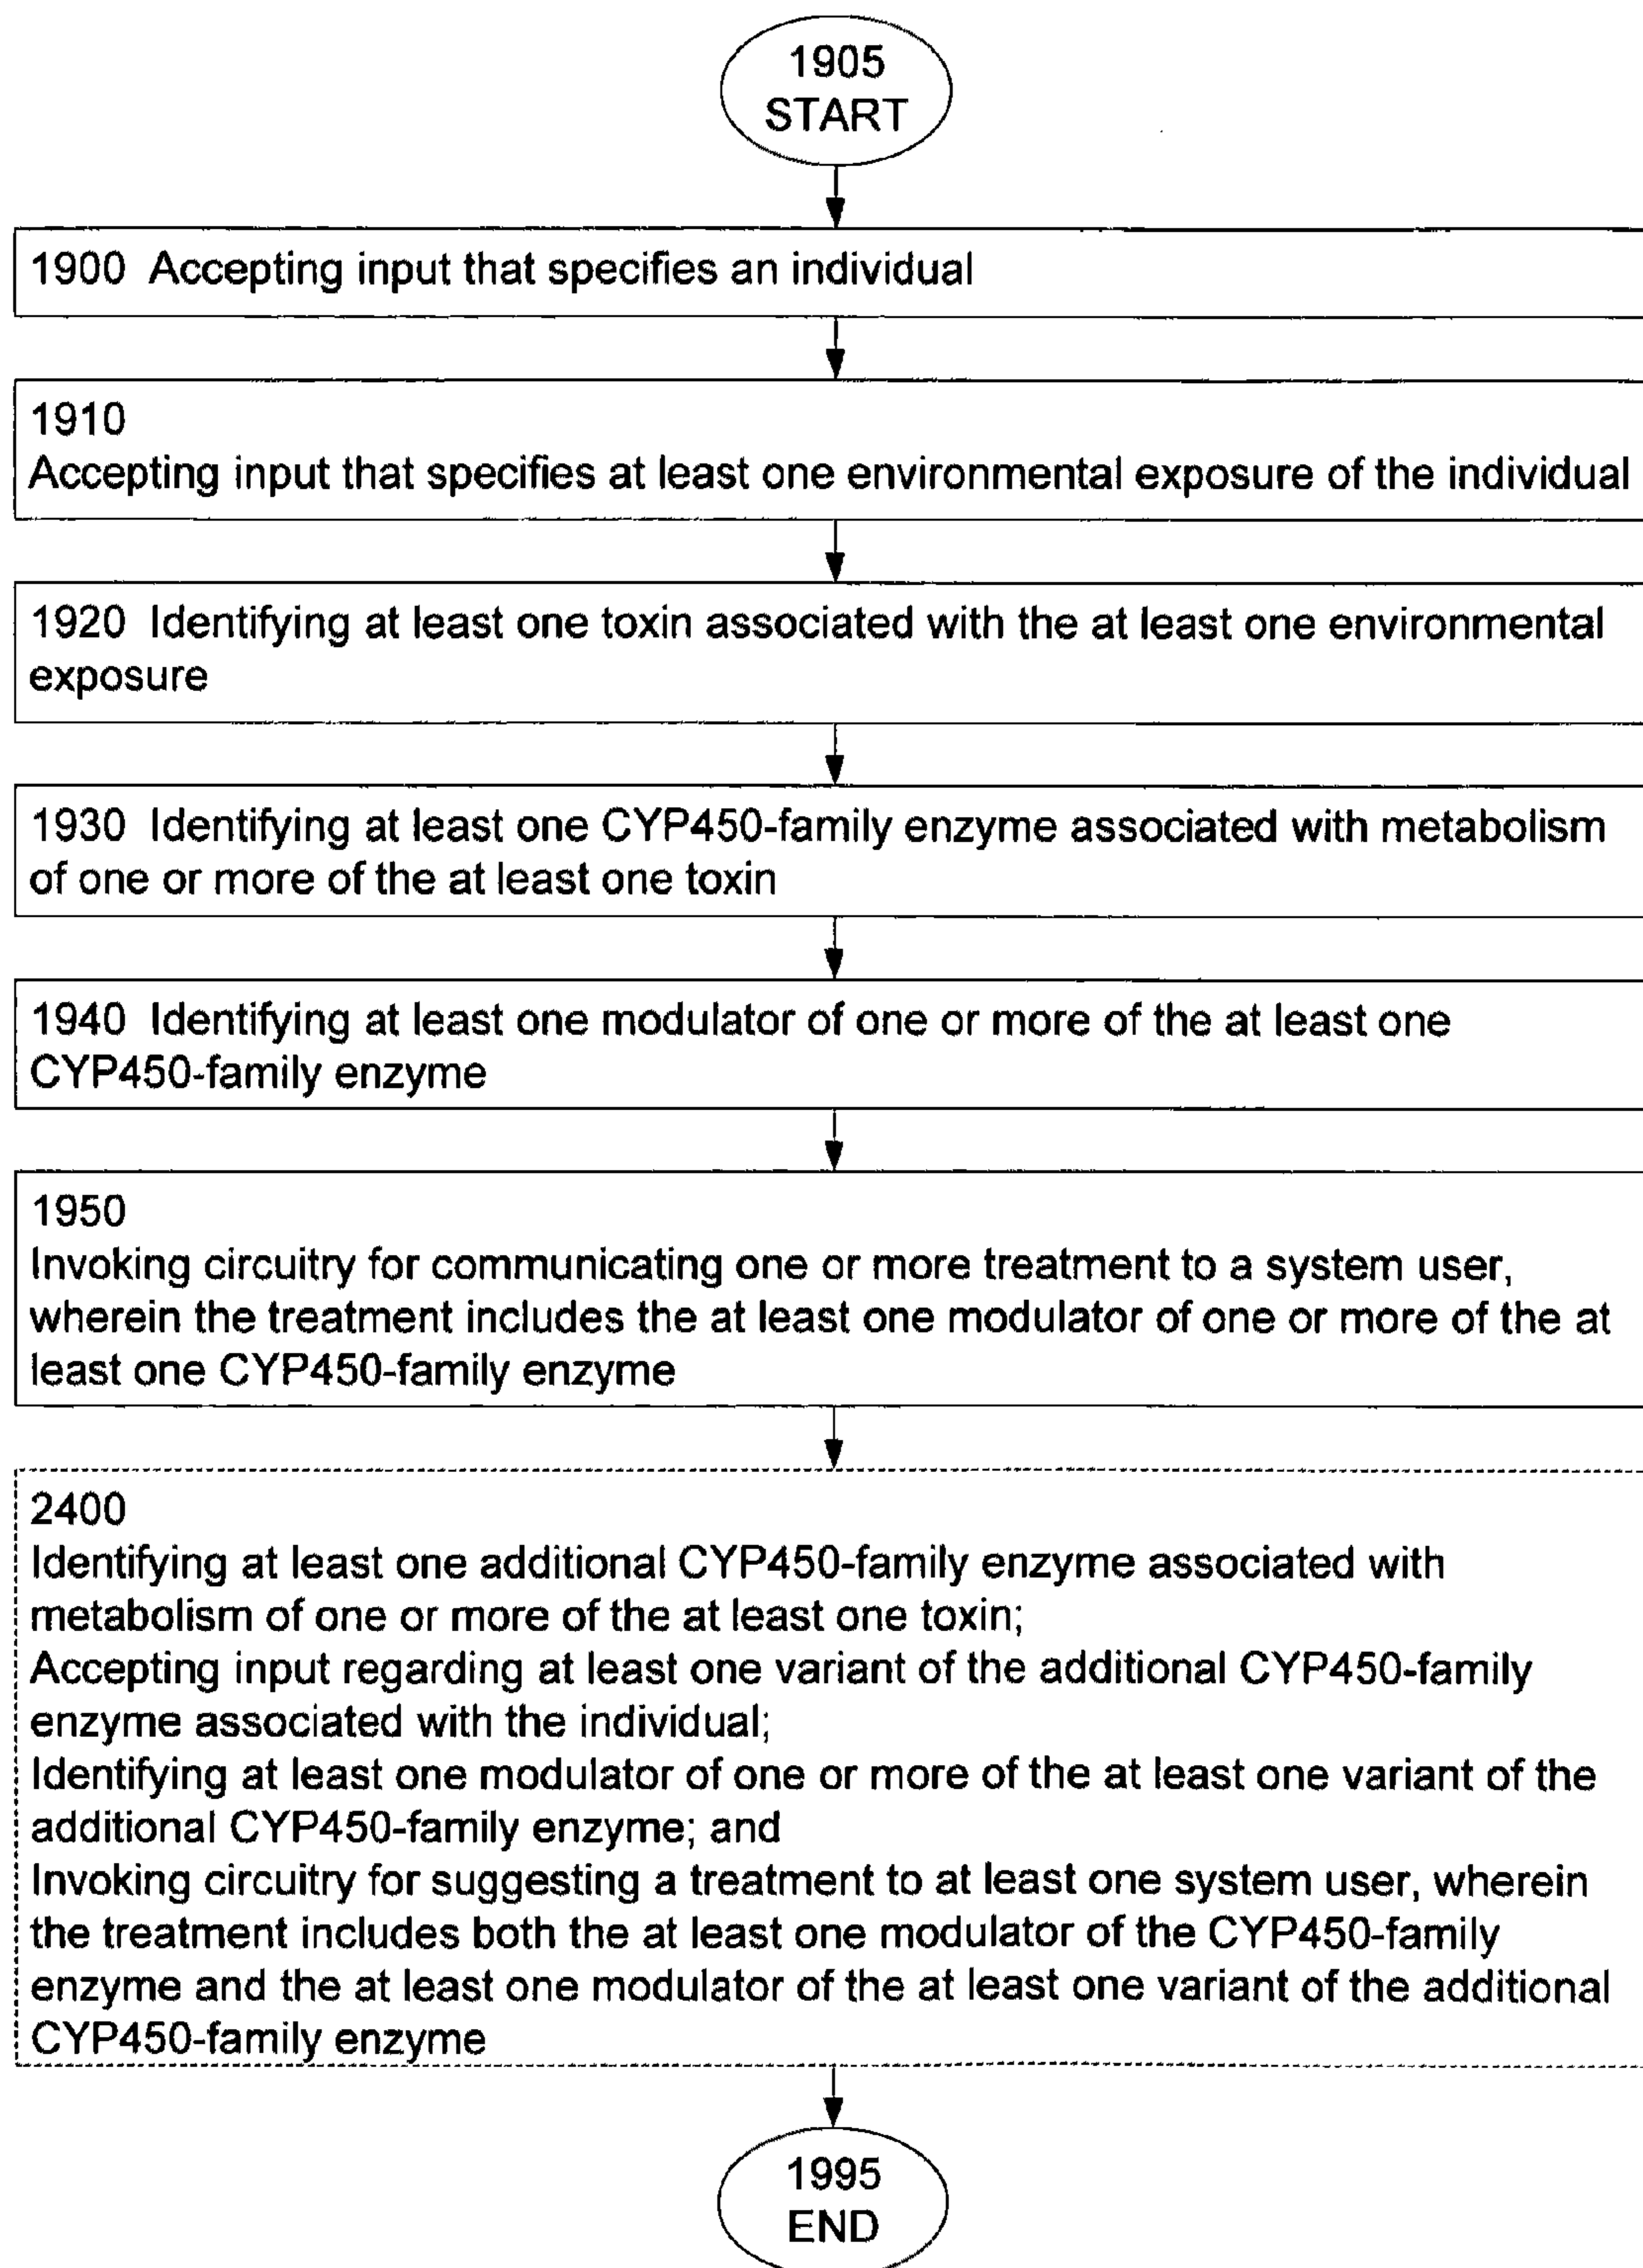 1905
START
1900 Accepting input that specifies an individual
1910
Accepting input that specifies at least one environmental exposure of the individual
1920 Identifying at least one toxin associated with the at least one environmental
exposure
1930 Identifying at least one CYP450-family enzyme associated with metabolism
of one or more of the at least one toxin
1940 Identifying at least one modulator of one or more of the at least one
CYP450-family enzyme
1950
Invoking circuitry for communicating one or more treatment to a system user,
wherein the treatment includes the at least one modulator of one or more of the at
least one CYP450-family enzyme
2400
Identifying at least one additional CYP450-family enzyme associated with
metabolism of one or more of the at least one toxin;
Accepting input regarding at least one variant of the additional CYP450-family
enzyme associated with the individual;
Identifying at least one modulator of one or more of the at least one variant of the
additional CYP450-family enzyme; and
Invoking circuitry for suggesting a treatment to at least one system user, wherein
the treatment includes both the at least one modulator of the CYP450-family
enzyme and the at least one modulator of the at least one variant of the additional
CYP450-family enzyme
1995
END